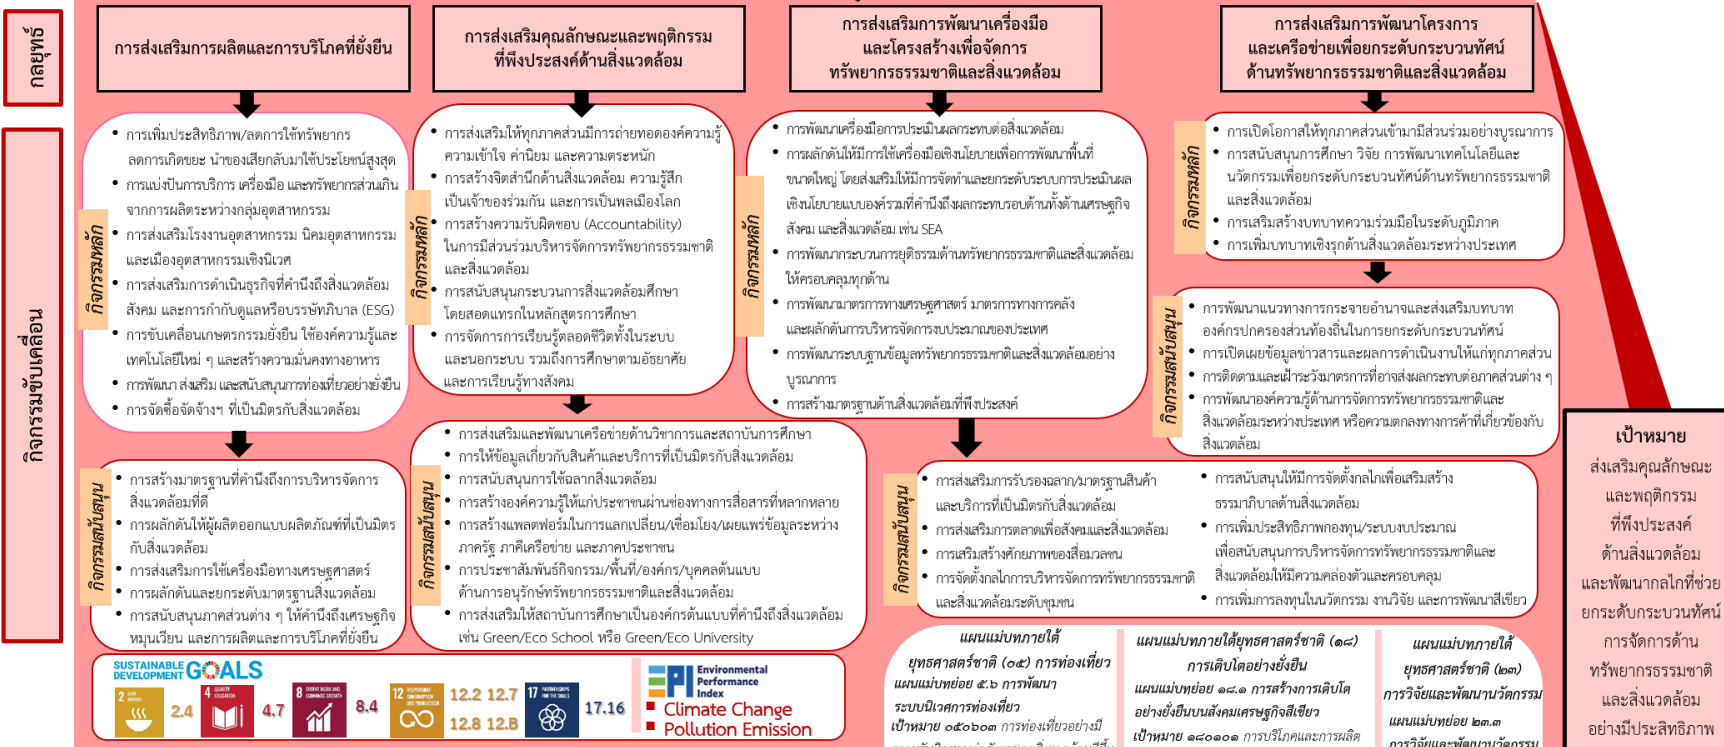 กลยุทธ์
การส่งเสริมการผลิตและการบริโภคที่ยั่งยืน
การส่งเสริมคุณลักษณะและพฤติกรรม
ที่พึงประสงค์ด้านสิ่งแวดล้อม
การส่งเสริมการพัฒนาเครื่องมือ
และโครงสร้างเพื่อจัดการ
ทรัพยากรธรรมชาติและสิ่งแวดล้อม
การส่งเสริมการพัฒนาโครงการ
และเครือข่ายเพื่อยกระดับกระบวนทัศน์
ด้านทรัพยากรธรรมชาติและสิ่งแวดล้อม
กิจกรรมขับเคลื่อน
กิจกรรมหลัก
• การเพิ่มประสิทธิภาพ/ลดการใช้ทรัพยากร
ลดการเกิดขยะ นำของเสียกลับมาใช้ประโยชน์สูงสุด
• การแบ่งปันการบริการ เครื่องมือ และทรัพยากรส่วนเกิน
จากการผลิตระหว่างกลุ่มอุตสาหกรรม
• การส่งเสริมโรงงานอุตสาหกรรม นิคมอุตสาหกรรม
และเมืองอุตสาหกรรมเชิงนิเวศ
• การส่งเสริมการดำเนินธุรกิจที่คำนึงถึงสิ่งแวดล้อม
สังคม และการกำกับดูแลหรือบรรษัทภิบาล (ESG)
• การขับเคลื่อนเกษตรกรรมยั่งยืน ใช้องค์ความรู้และ
เทคโนโลยีใหม่ ๆ และสร้างความมั่นคงทางอาหาร
• การพัฒนา ส่งเสริม และสนับสนุนการท่องเที่ยวอย่างยั่งยืน
• การจัดซื้อจัดจ้างฯ ที่เป็นมิตรกับสิ่งแวดล้อม
กิจกรรมสนับสนุน
• การสร้างมาตรฐานที่คำนึงถึงการบริหารจัดการ
สิ่งแวดล้อมที่ดี
• การผลักดันให้ผู้ผลิตออกแบบผลิตภัณฑ์ที่เป็นมิตร
กับสิ่งแวดล้อม
• การส่งเสริมการใช้เครื่องมือทางเศรษฐศาสตร์
• การผลักดันและยกระดับมาตรฐานสิ่งแวดล้อม
• การสนับสนุนภาคส่วนต่าง ๆ ให้คำนึงถึงเศรษฐกิจ
หมุนเวียน และการผลิตและการบริโภคที่ยั่งยืน
กิจกรรมหลัก
• การส่งเสริมให้ทุกภาคส่วนมีการถ่ายทอดองค์ความรู้
ความเข้าใจ ค่านิยม และความตระหนัก
• การสร้างจิตสำนึกด้านสิ่งแวดล้อม ความรู้สึก
เป็นเจ้าของร่วมกัน และการเป็นพลเมืองโลก
• การสร้างความรับผิดชอบ (Accountability)
ในการมีส่วนร่วมบริหารจัดการทรัพยากรธรรมชาติ
และสิ่งแวดล้อม
• การสนับสนุนกระบวนการสิ่งแวดล้อมศึกษา
โดยสอดแทรกในหลักสูตรการศึกษา
• การจัดการการเรียนรู้ตลอดชีวิตทั้งในระบบ
และนอกระบบ รวมถึงการศึกษาตามอัธยาศัย
และการเรียนรู้ทางสังคม
กิจกรรมสนับสนุน
• การส่งเสริมและพัฒนาเครือข่ายด้านวิชาการและสถาบันการศึกษา
• การให้ข้อมูลเกี่ยวกับสินค้าและบริการที่เป็นมิตรกับสิ่งแวดล้อม
• การสนับสนุนการใช้ฉลากสิ่งแวดล้อม
• การสร้างองค์ความรู้ให้แก่ประชาชนผ่านช่องทางการสื่อสารที่หลากหลาย
• การสร้างแพลตฟอร์มในการแลกเปลี่ยน/เชื่อมโยง/เผยแพร่ข้อมูลระหว่าง
ภาครัฐ ภาคีเครือข่าย และภาคประชาชน
• การประชาสัมพันธ์กิจกรรม/พื้นที่/องค์กร/บุคคลต้นแบบ
ด้านการอนุรักษ์ทรัพยากรธรรมชาติและสิ่งแวดล้อม
• การส่งเสริมให้สถาบันการศึกษาเป็นองค์กรต้นแบบที่คำนึงถึงสิ่งแวดล้อม
เช่น Green/Eco School หรือ Green/Eco University
กิจกรรมหลัก
• การพัฒนาเครื่องมือการประเมินผลกระทบต่อสิ่งแวดล้อม
• การผลักดันให้มีการใช้เครื่องมือเชิงนโยบายเพื่อการพัฒนาพื้นที่
ขนาดใหญ่ โดยส่งเสริมให้มีการจัดทำและยกระดับระบบการประเมินผล
เชิงนโยบายแบบองค์รวมที่คำนึงถึงผลกระทบรอบด้านทั้งด้านเศรษฐกิจ
สังคม และสิ่งแวดล้อม เช่น SEA
• การพัฒนากระบวนการยุติธรรมด้านทรัพยากรธรรมชาติและสิ่งแวดล้อม
ให้ครอบคลุมทุกด้าน
• การพัฒนามาตรการทางเศรษฐศาสตร์ มาตรการทางการคลัง
และผลักดันการบริหารจัดการงบประมาณของประเทศ
• การพัฒนาระบบฐานข้อมูลทรัพยากรธรรมชาติและสิ่งแวดล้อมอย่าง
บูรณาการ
• การสร้างมาตรฐานด้านสิ่งแวดล้อมที่พึงประสงค์
กิจกรรมหลัก
• การเปิดโอกาสให้ทุกภาคส่วนเข้ามามีส่วนร่วมอย่างบูรณาการ
• การสนับสนุนการศึกษา วิจัย การพัฒนาเทคโนโลยีและ
นวัตกรรมเพื่อยกระดับกระบวนทัศน์ด้านทรัพยากรธรรมชาติ
และสิ่งแวดล้อม
• การเสริมสร้างบทบาทความร่วมมือในระดับภูมิภาค
• การเพิ่มบทบาทเชิงรุกด้านสิ่งแวดล้อมระหว่างประเทศ
กิจกรรมสนับสนุน
• การพัฒนาแนวทางการกระจายอำนาจและส่งเสริมบทบาท
องค์กรปกครองส่วนท้องถิ่นในการยกระดับกระบวนทัศน์
• การเปิดเผยข้อมูลข่าวสารและผลการดำเนินงานให้แก่ทุกภาคส่วน
• การติดตามและเฝ้าระวังมาตรการที่อาจส่งผลกระทบต่อภาคส่วนต่าง ๆ
• การพัฒนาองค์ความรู้ด้านการจัดการทรัพยากรธรรมชาติและ
สิ่งแวดล้อมระหว่างประเทศ หรือความตกลงทางการค้าที่เกี่ยวข้องกับ
สิ่งแวดล้อม
กิจกรรมสนับสนุน
• การส่งเสริมการรับรองฉลาก/มาตรฐานสินค้า
และบริการที่เป็นมิตรกับสิ่งแวดล้อม
• การส่งเสริมการตลาดเพื่อสังคมและสิ่งแวดล้อม
• การเสริมสร้างศักยภาพของสื่อมวลชน
• การจัดตั้งกลไกการบริหารจัดการทรัพยากรธรรมชาติ
และสิ่งแวดล้อมระดับชุมชน
• การสนับสนุนให้มีการจัดตั้งกลไกเพื่อเสริมสร้าง
ธรรมาภิบาลด้านสิ่งแวดล้อม
• การเพิ่มประสิทธิภาพกองทุน/ระบบงบประมาณ
เพื่อสนับสนุนการบริหารจัดการทรัพยากรธรรมชาติและ
สิ่งแวดล้อมให้มีความคล่องตัวและครอบคลุม
• การเพิ่มการลงทุนในนวัตกรรม งานวิจัย และการพัฒนาสีเขียว
เป้าหมาย
ส่งเสริมคุณลักษณะ
และพฤติกรรม
ที่พึงประสงค์
ด้านสิ่งแวดล้อม
และพัฒนากลไกที่ช่วย
ยกระดับกระบวนทัศน์
การจัดการด้าน
ทรัพยากรธรรมชาติ
และสิ่งแวดล้อม
อย่างมีประสิทธิภาพ
SUSTAINABLE DEVELOPMENT GOALS
2 ZERO HUNGER
2.4
4 QUALITY EDUCATION
4.7
8 DECENT WORK AND ECONOMIC GROWTH
8.4
12 RESPONSIBLE CONSUMPTION AND PRODUCTION
12.2 12.7
12.8 12.B
17 PARTNERSHIPS FOR THE GOALS
17.16
EPI Environmental
Performance
Index
Climate Change
Pollution Emission
แผนแม่บทภายใต้
ยุทธศาสตร์ชาติ (๐๕) การท่องเที่ยว
แผนแม่บทย่อย ๕.๖ การพัฒนา
ระบบนิเวศการท่องเที่ยว
เป้าหมาย ๐๕๐๖๐๓ การท่องเที่ยวอย่างมี
แผนแม่บทภายใต้ยุทธศาสตร์ชาติ (๑๘)
การเติบโตอย่างยั่งยืน
แผนแม่บทย่อย ๑๘.๑ การสร้างการเติบโต
อย่างยั่งยืนบนสังคมเศรษฐกิจสีเขียว
เป้าหมาย ๑๘๐๑๐๑ การบริโภคและการผลิต
แผนแม่บทภายใต้
ยุทธศาสตร์ชาติ (๒๓)
การวิจัยและพัฒนานวัตกรรม
แผนแม่บทย่อย ๒๓.๓
การวิจัยและพัฒนานวัตกรรม